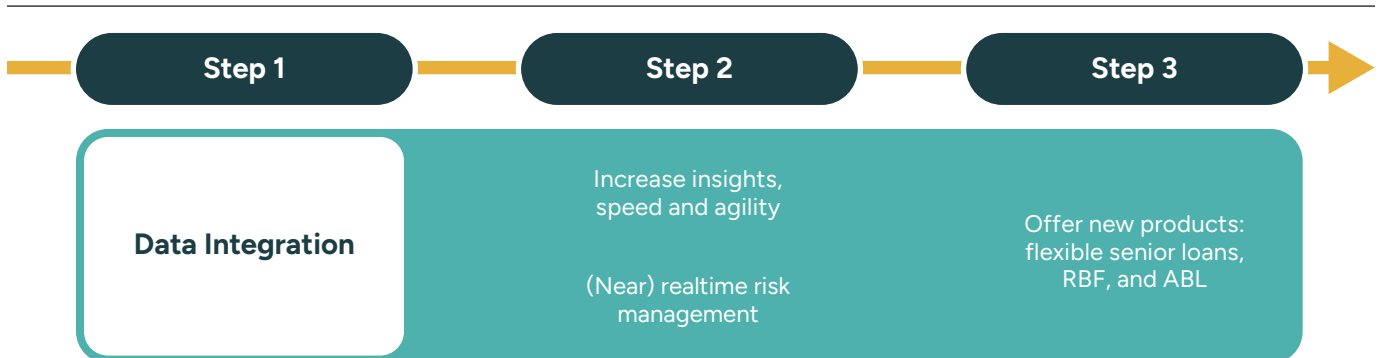 Step 1
Step 2
Step 3
Data Integration
Increase insights,
speed and agility
(Near) realtime risk
management
Offer new products:
flexible senior loans,
RBF, and ABL